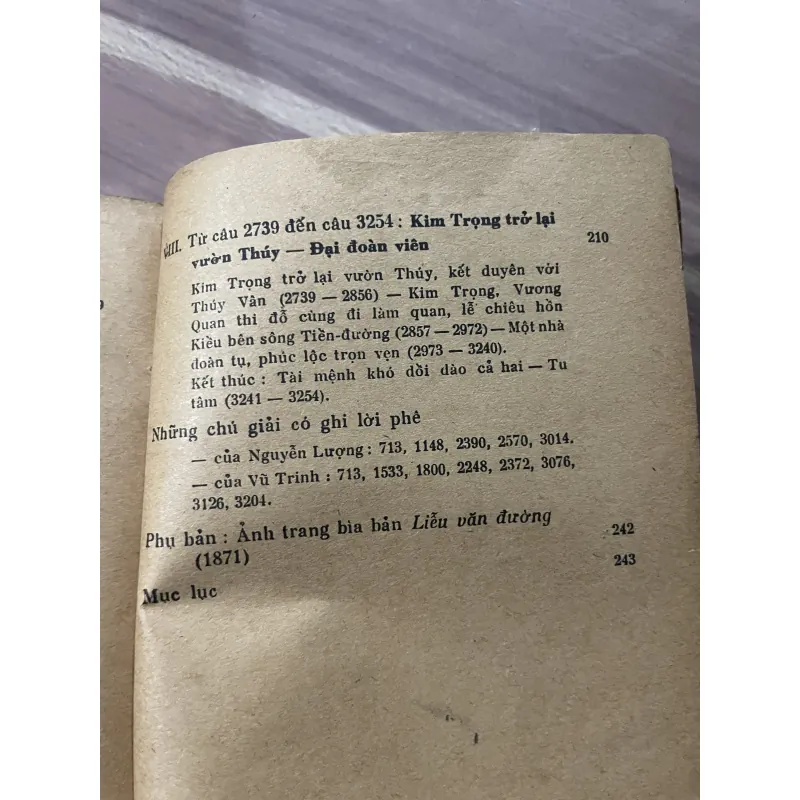 VIII. Từ câu 2739 đến câu 3254 : Kim Trọng trở lại
vườn Thúy — Đại đoàn viên 210
Kim Trọng trở lại vườn Thúy, kết duyên với
Thúy Vân (2739 — 2856) — Kim Trọng, Vương
Quan thi đỗ cùng đi làm quan, lễ chiêu hồn
Kiều bên sông Tiền-đường (2857 — 2972) — Một nhà
đoàn tụ, phúc lộc trọn vẹn (2973 — 3240).
Kết thúc : Tài mệnh khó dồi dào cả hai — Tu
tâm (3241 — 3254).
Những chú giải có ghi lời phê
— của Nguyễn Lượng : 713, 1148, 2390, 2570, 3014.
— của Vũ Trinh : 713, 1533, 1800, 2248, 2372, 3076,
3126, 3204.
Phụ bản : Ảnh trang bìa bản Liễu văn đường
(1871) 242
Mục lục 243
9